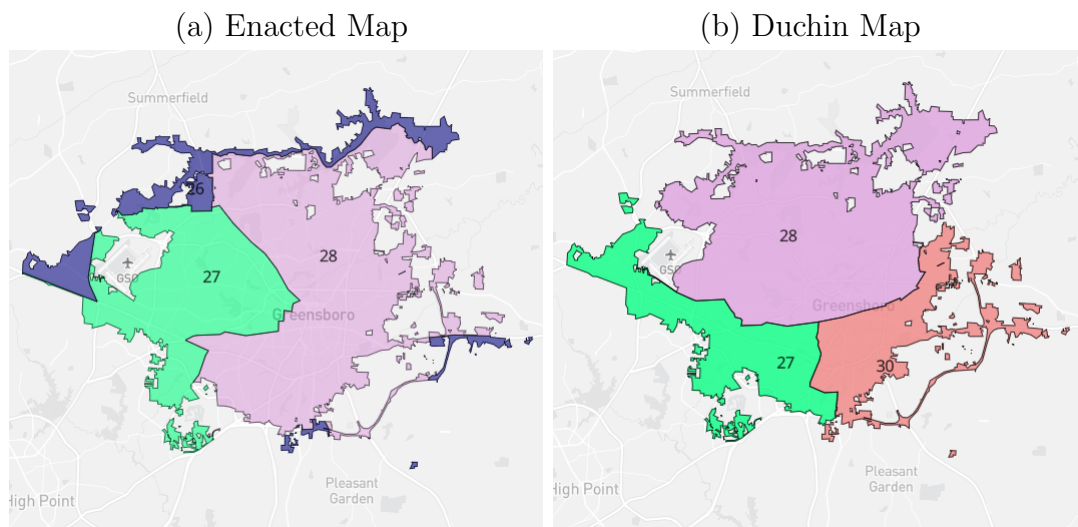 (a) Enacted Map
(b) Duchin Map
Summerfield
26
27
28
GSO
Greensboro
Pleasant
Garden
High Point
Summerfield
28
GSO
Greensboro
27
30
Pleasant
Garden
High Point